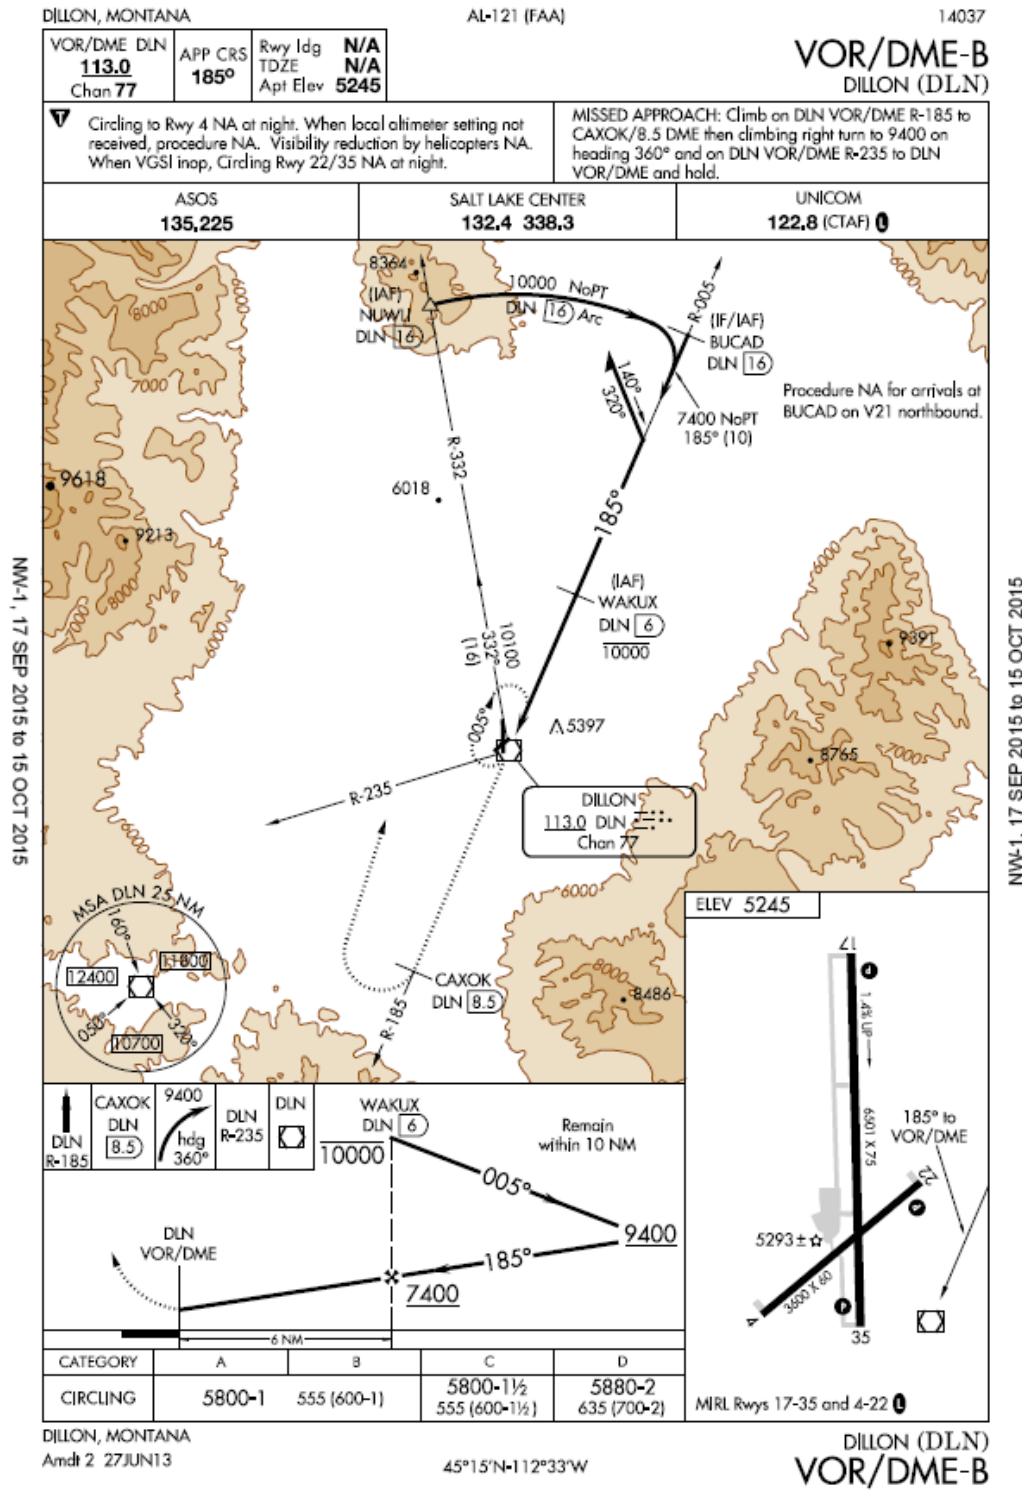 DILLON, MONTANA
AL-121 (FAA)
14037
VOR/DME DLN
113.0
Chan 77
APP CRS
185°
Rwy ldg N/A
TDZE N/A
Apt Elev 5245
VOR/DME-B
DILLON (DLN)
T
Circling to Rwy 4 NA at night. When local altimeter setting not
received, procedure NA. Visibility reduction by helicopters NA.
When VGSI inop, Circling Rwy 22/35 NA at night.
MISSED APPROACH: Climb on DLN VOR/DME R-185 to
CAXOK/8.5 DME then climbing right turn to 9400 on
heading 360° and on DLN VOR/DME R-235 to DLN
VOR/DME and hold.
ASOS
135.225
SALT LAKE CENTER
132.4 338.3
UNICOM
122.8 (CTAF) L
8364
(IAF)
NUWLI
DLN 16
8000
10000 NoPT
DLN 16 Arc
R-005
(IF/IAF)
BUCAD
DLN 16
6000
7000
140°
320°
7400 NoPT
185° (10)
Procedure NA for arrivals at
BUCAD on V21 northbound.
R-332
9618
6018
185°
9213
8000
7000
6000
(IAF)
WAKUX
DLN 6
10000
10100
332°
(16)
9391
005°
5397
8765
R-235
DILLON
113.0 DLN
Chan 77
6000
MSA DLN 25 NM
160°
12400
11800
050°
320°
10700
CAXOK
DLN 8.5
R-185
8000
8486
ELEV 5245
17
1.4% UP
6501 X 75
185° to
VOR/DME
22
5293±
3600 X 60
4
35
MIRL Rwys 17-35 and 4-22 L
DLN
R-185
CAXOK
DLN
8.5
9400
hdg
360°
DLN
R-235
DLN
WAKUX
DLN 6
10000
Remain
within 10 NM
005°
9400
185°
7400
DLN
VOR/DME
6 NM
CATEGORY A B C D
CIRCLING 5800-1 555 (600-1) 5800-1½ 555 (600-1½) 5880-2 635 (700-2)
DILLON, MONTANA
Amdt 2 27JUN13
45°15'N-112°33'W
DILLON (DLN)
VOR/DME-B
NW-1, 17 SEP 2015 to 15 OCT 2015
NW-1, 17 SEP 2015 to 15 OCT 2015